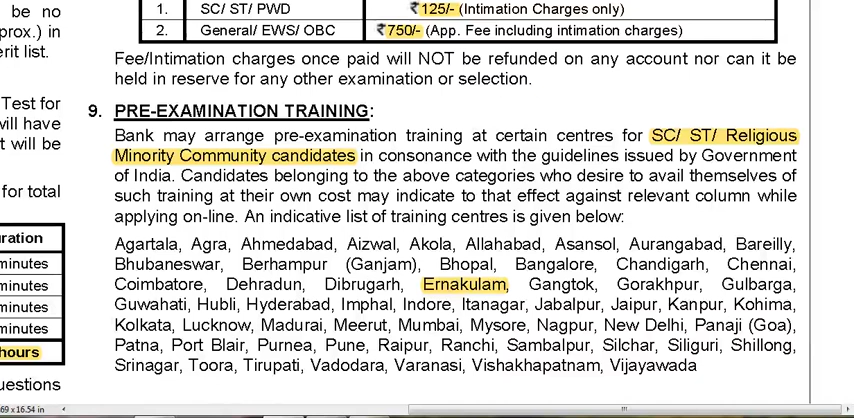 be no
prox.) in
erit list.
Test for
will have
t will be
for total
ration
minutes
minutes
minutes
minutes
hours
uestions
1. SC/ ST/ PWD ₹125/- (Intimation Charges only)
2. General/ EWS/ OBC ₹750/- (App. Fee including intimation charges)
Fee/Intimation charges once paid will NOT be refunded on any account nor can it be
held in reserve for any other examination or selection.
9. PRE-EXAMINATION TRAINING:
Bank may arrange pre-examination training at certain centres for SC/ ST/ Religious
Minority Community candidates in consonance with the guidelines issued by Government
of India. Candidates belonging to the above categories who desire to avail themselves of
such training at their own cost may indicate to that effect against relevant column while
applying on-line. An indicative list of training centres is given below:
Agartala, Agra, Ahmedabad, Aizwal, Akola, Allahabad, Asansol, Aurangabad, Bareilly,
Bhubaneswar, Berhampur (Ganjam), Bhopal, Bangalore, Chandigarh, Chennai,
Coimbatore, Dehradun, Dibrugarh, Ernakulam, Gangtok, Gorakhpur, Gulbarga,
Guwahati, Hubli, Hyderabad, Imphal, Indore, Itanagar, Jabalpur, Jaipur, Kanpur, Kohima,
Kolkata, Lucknow, Madurai, Meerut, Mumbai, Mysore, Nagpur, New Delhi, Panaji (Goa),
Patna, Port Blair, Purnea, Pune, Raipur, Ranchi, Sambalpur, Silchar, Siliguri, Shillong,
Srinagar, Toora, Tirupati, Vadodara, Varanasi, Vishakhapatnam, Vijayawada
69 x 16.54 in